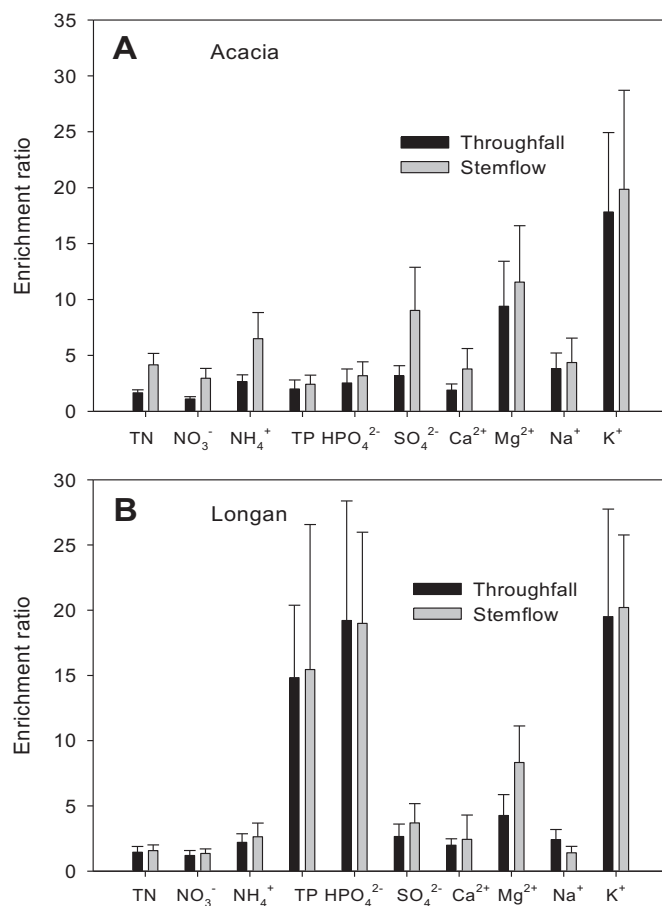 A Acacia
35
30
25
20
15
10
5
0
Enrichment ratio
Throughfall
Stemflow
TN NO₃⁻ NH₄⁺ TP HPO₄²⁻ SO₄²⁻ Ca²⁺ Mg²⁺ Na⁺ K⁺
B Longan
30
25
20
15
10
5
0
Enrichment ratio
Throughfall
Stemflow
TN NO₃⁻ NH₄⁺ TP HPO₄²⁻ SO₄²⁻ Ca²⁺ Mg²⁺ Na⁺ K⁺